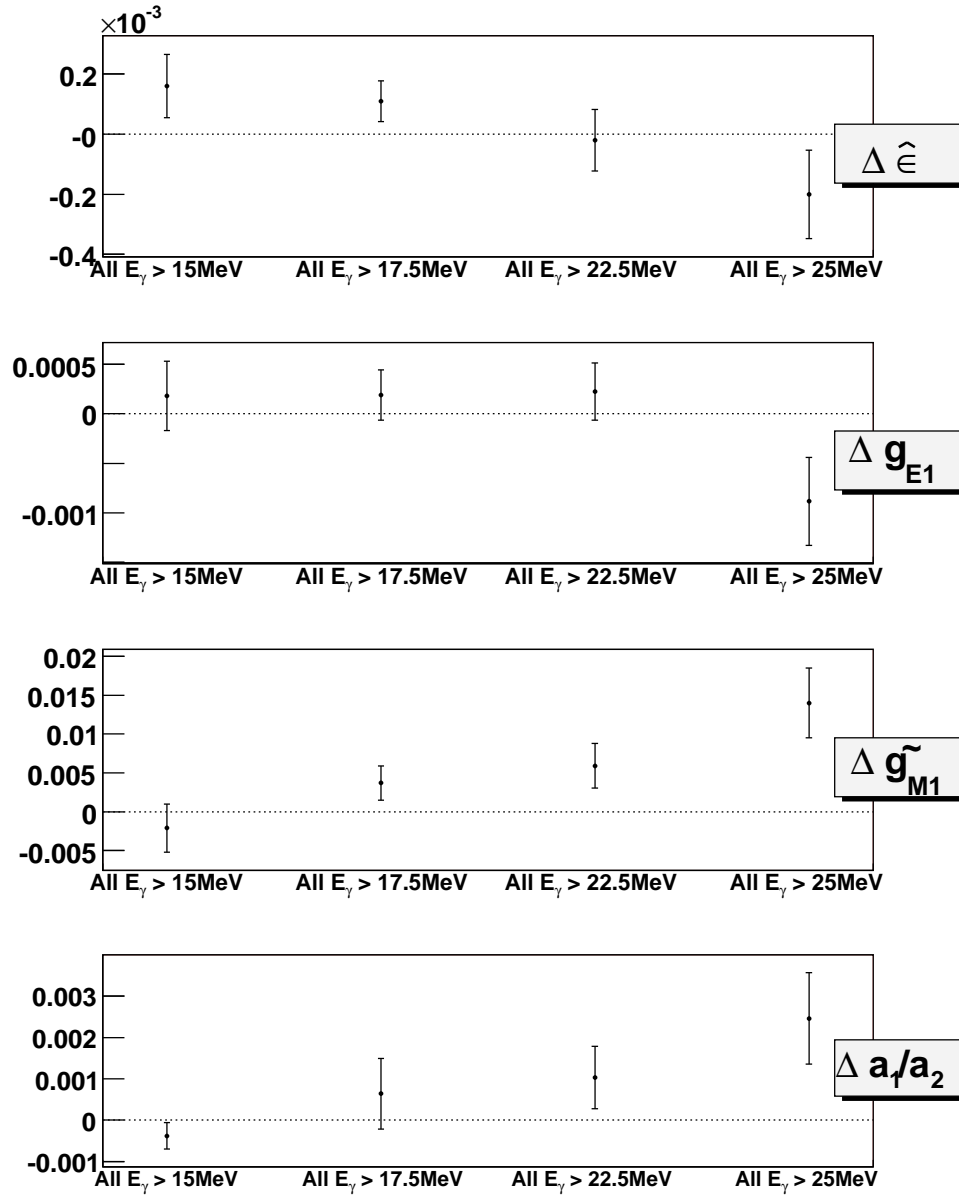 ×10⁻³
0.2
-0
-0.2
-0.4
Δ ε̂
All E_γ > 15MeV All E_γ > 17.5MeV All E_γ > 22.5MeV All E_γ > 25MeV
0.0005
0
-0.001
Δ g_E1
All E_γ > 15MeV All E_γ > 17.5MeV All E_γ > 22.5MeV All E_γ > 25MeV
0.02
0.015
0.01
0.005
0
-0.005
Δ g̃_M1
All E_γ > 15MeV All E_γ > 17.5MeV All E_γ > 22.5MeV All E_γ > 25MeV
0.003
0.002
0.001
0
-0.001
Δ a₁/a₂
All E_γ > 15MeV All E_γ > 17.5MeV All E_γ > 22.5MeV All E_γ > 25MeV